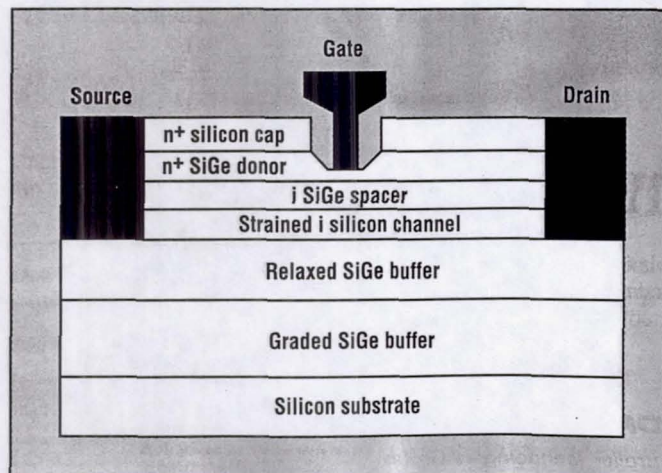 Gate
Source
Drain
n+ silicon cap
n+ SiGe donor
i SiGe spacer
Strained i silicon channel
Relaxed SiGe buffer
Graded SiGe buffer
Silicon substrate